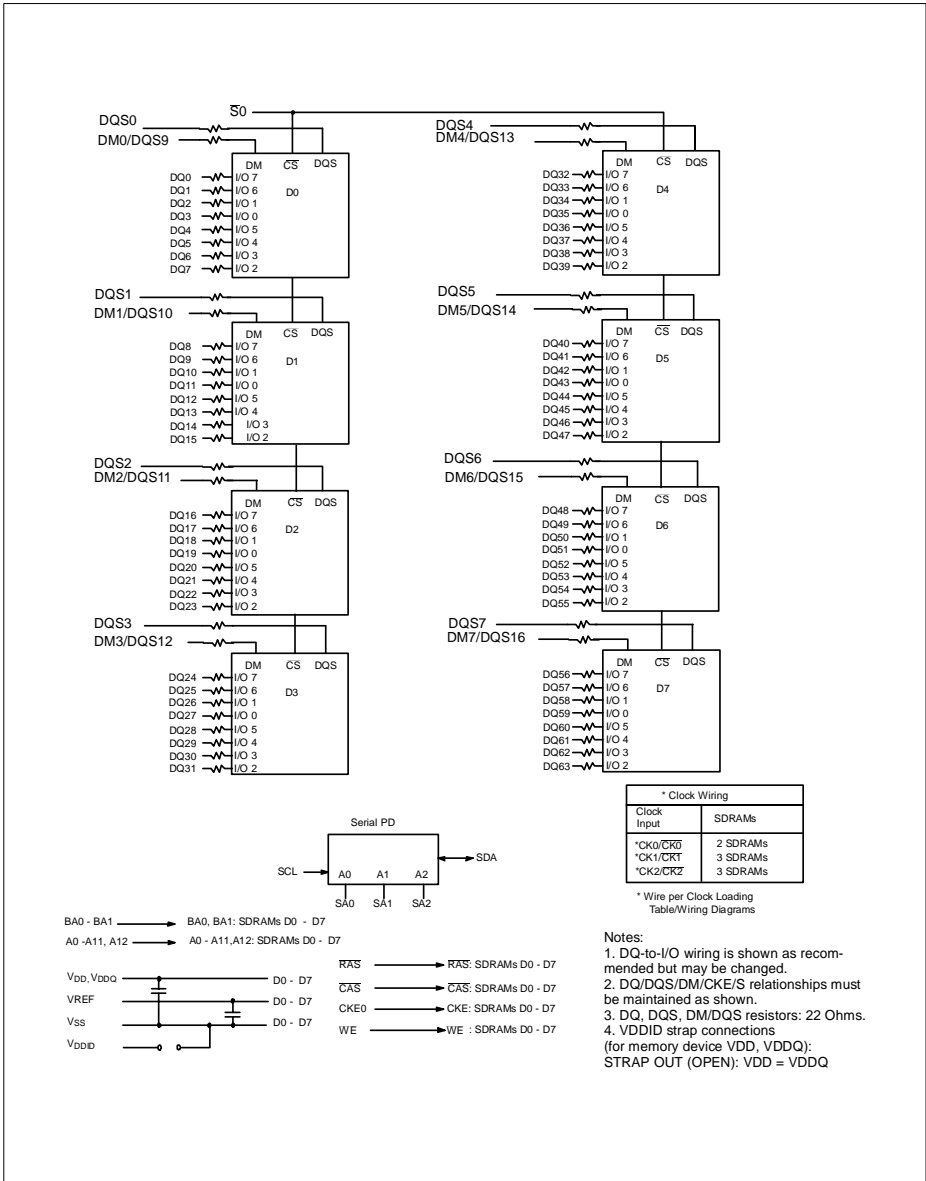 S0
DQS0
DM0/DQS9
DM CS DQS
D0
DQ0 I/O 7
DQ1 I/O 6
DQ2 I/O 1
DQ3 I/O 0
DQ4 I/O 5
DQ5 I/O 4
DQ6 I/O 3
DQ7 I/O 2
DQS1
DM1/DQS10
DM CS DQS
D1
DQ8 I/O 7
DQ9 I/O 6
DQ10 I/O 1
DQ11 I/O 0
DQ12 I/O 5
DQ13 I/O 4
DQ14 I/O 3
DQ15 I/O 2
DQS2
DM2/DQS11
DM CS DQS
D2
DQ16 I/O 7
DQ17 I/O 6
DQ18 I/O 1
DQ19 I/O 0
DQ20 I/O 5
DQ21 I/O 4
DQ22 I/O 3
DQ23 I/O 2
DQS3
DM3/DQS12
DM CS DQS
D3
DQ24 I/O 7
DQ25 I/O 6
DQ26 I/O 1
DQ27 I/O 0
DQ28 I/O 5
DQ29 I/O 4
DQ30 I/O 3
DQ31 I/O 2
DQS4
DM4/DQS13
DM CS DQS
D4
DQ32 I/O 7
DQ33 I/O 6
DQ34 I/O 1
DQ35 I/O 0
DQ36 I/O 5
DQ37 I/O 4
DQ38 I/O 3
DQ39 I/O 2
DQS5
DM5/DQS14
DM CS DQS
D5
DQ40 I/O 7
DQ41 I/O 6
DQ42 I/O 1
DQ43 I/O 0
DQ44 I/O 5
DQ45 I/O 4
DQ46 I/O 3
DQ47 I/O 2
DQS6
DM6/DQS15
DM CS DQS
D6
DQ48 I/O 7
DQ49 I/O 6
DQ50 I/O 1
DQ51 I/O 0
DQ52 I/O 5
DQ53 I/O 4
DQ54 I/O 3
DQ55 I/O 2
DQS7
DM7/DQS16
DM CS DQS
D7
DQ56 I/O 7
DQ57 I/O 6
DQ58 I/O 1
DQ59 I/O 0
DQ60 I/O 5
DQ61 I/O 4
DQ62 I/O 3
DQ63 I/O 2
* Clock Wiring
Clock Input SDRAMs
*CK0/CK0 2 SDRAMs
*CK1/CK1 3 SDRAMs
*CK2/CK2 3 SDRAMs
* Wire per Clock Loading
Table/Wiring Diagrams
Serial PD
SCL A0 A1 A2 SDA
SA0 SA1 SA2
BA0 - BA1 BA0, BA1: SDRAMs D0 - D7
A0 -A11, A12 A0 - A11,A12: SDRAMs D0 - D7
VDD, VDDQ D0 - D7
VREF D0 - D7
VSS D0 - D7
VDDID
RAS RAS: SDRAMs D0 - D7
CAS CAS: SDRAMs D0 - D7
CKE0 CKE: SDRAMs D0 - D7
WE WE : SDRAMs D0 - D7
Notes:
1. DQ-to-I/O wiring is shown as recom-
mended but may be changed.
2. DQ/DQS/DM/CKE/S relationships must
be maintained as shown.
3. DQ, DQS, DM/DQS resistors: 22 Ohms.
4. VDDID strap connections
(for memory device VDD, VDDQ):
STRAP OUT (OPEN): VDD = VDDQ